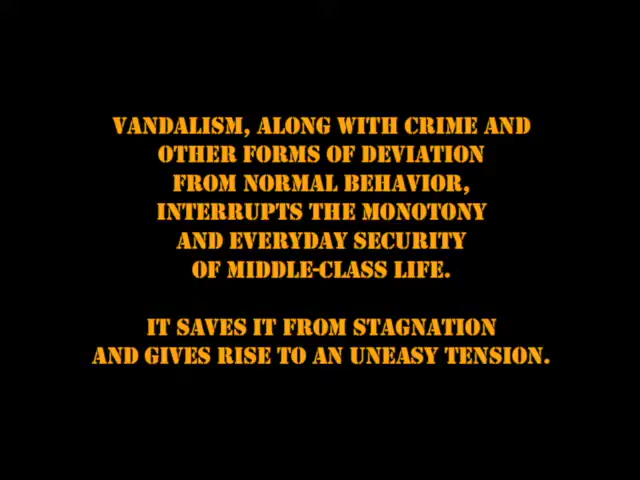 VANDALISM, ALONG WITH CRIME AND
OTHER FORMS OF DEVIATION
FROM NORMAL BEHAVIOR,
INTERRUPTS THE MONOTONY
AND EVERYDAY SECURITY
OF MIDDLE-CLASS LIFE.
IT SAVES IT FROM STAGNATION
AND GIVES RISE TO AN UNEASY TENSION.